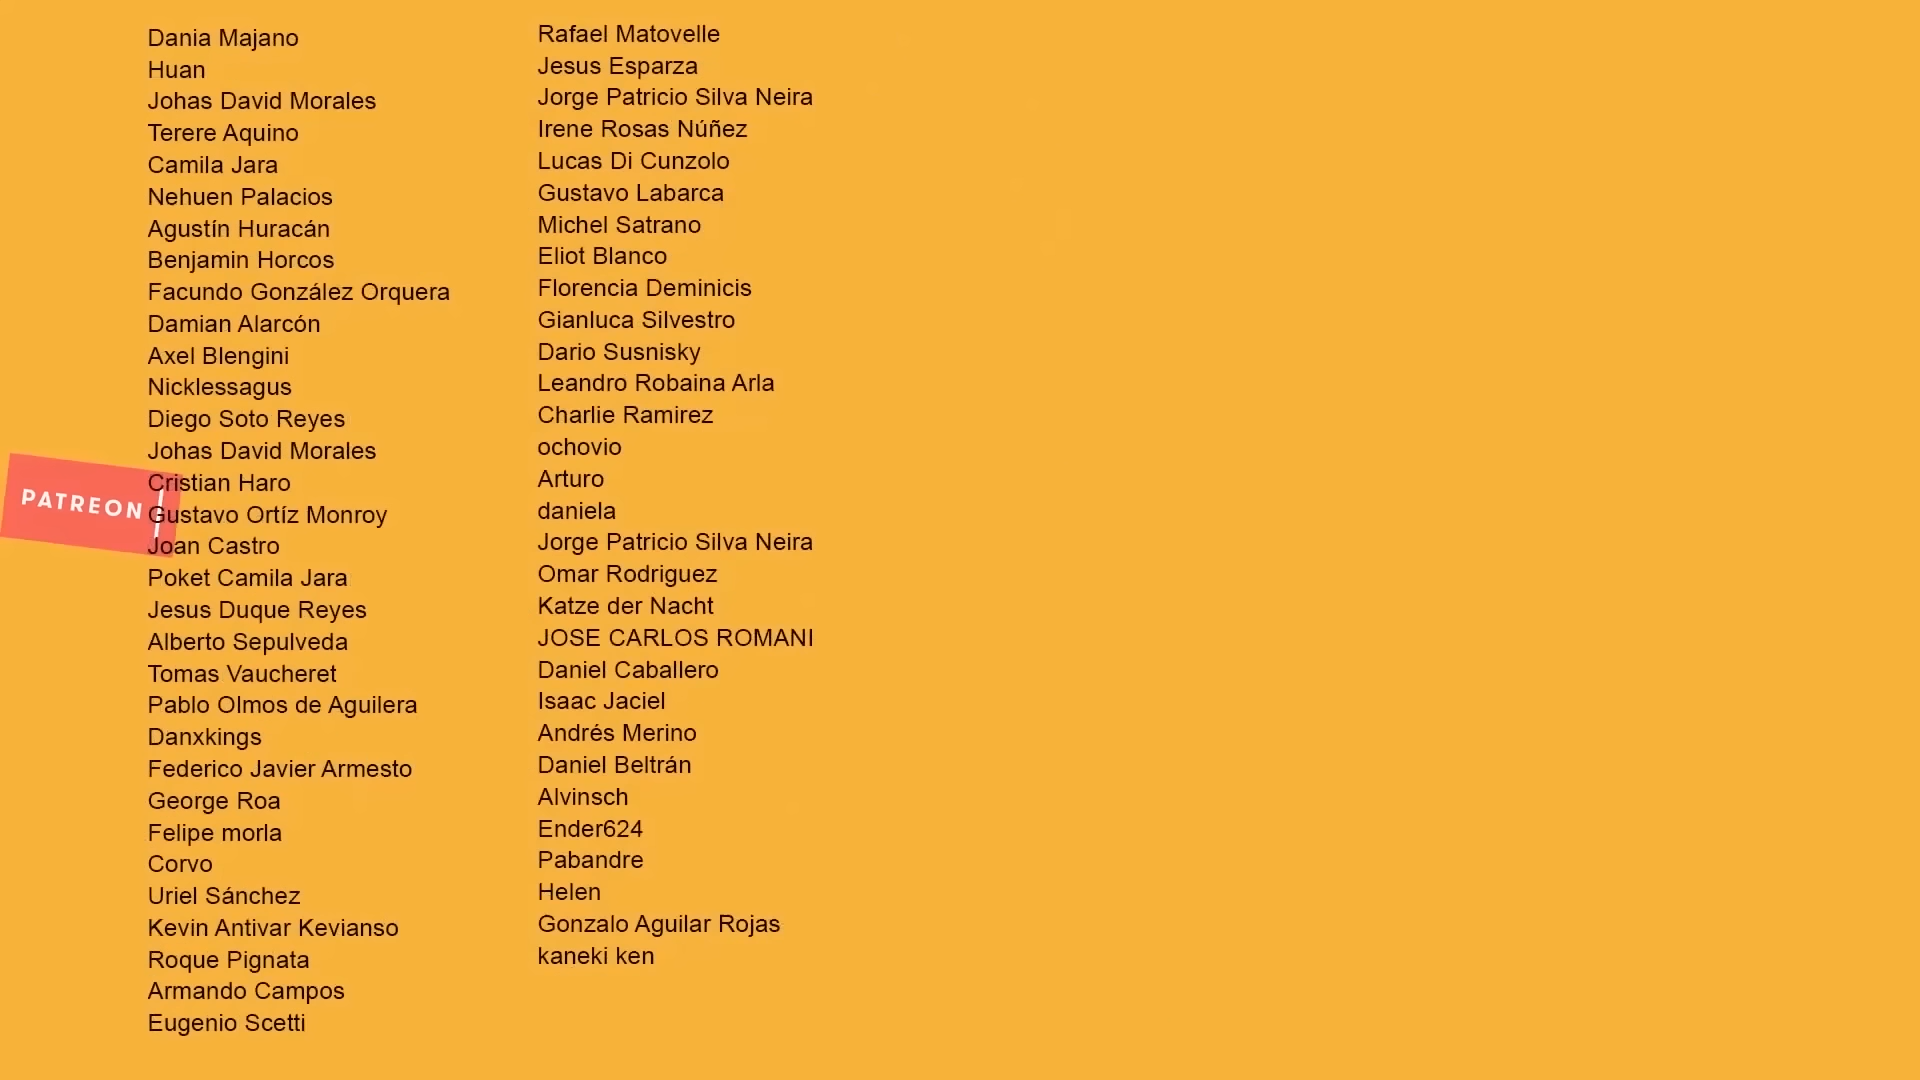 Dania Majano
Huan
Johas David Morales
Terere Aquino
Camila Jara
Nehuen Palacios
Agustín Huracán
Benjamin Horcos
Facundo González Orquera
Damian Alarcón
Axel Blengini
Nicklessagus
Diego Soto Reyes
Johas David Morales
Cristian Haro
Gustavo Ortíz Monroy
Joan Castro
Poket Camila Jara
Jesus Duque Reyes
Alberto Sepulveda
Tomas Vaucheret
Pablo Olmos de Aguilera
Danxkings
Federico Javier Armesto
George Roa
Felipe morla
Corvo
Uriel Sánchez
Kevin Antivar Kevianso
Roque Pignata
Armando Campos
Eugenio Scetti
PATREON
Rafael Matovelle
Jesus Esparza
Jorge Patricio Silva Neira
Irene Rosas Núñez
Lucas Di Cunzolo
Gustavo Labarca
Michel Satrano
Eliot Blanco
Florencia Deminicis
Gianluca Silvestro
Dario Susnisky
Leandro Robaina Arla
Charlie Ramirez
ochovio
Arturo
daniela
Jorge Patricio Silva Neira
Omar Rodriguez
Katze der Nacht
JOSE CARLOS ROMANI
Daniel Caballero
Isaac Jaciel
Andrés Merino
Daniel Beltrán
Alvinsch
Ender624
Pabandre
Helen
Gonzalo Aguilar Rojas
kaneki ken